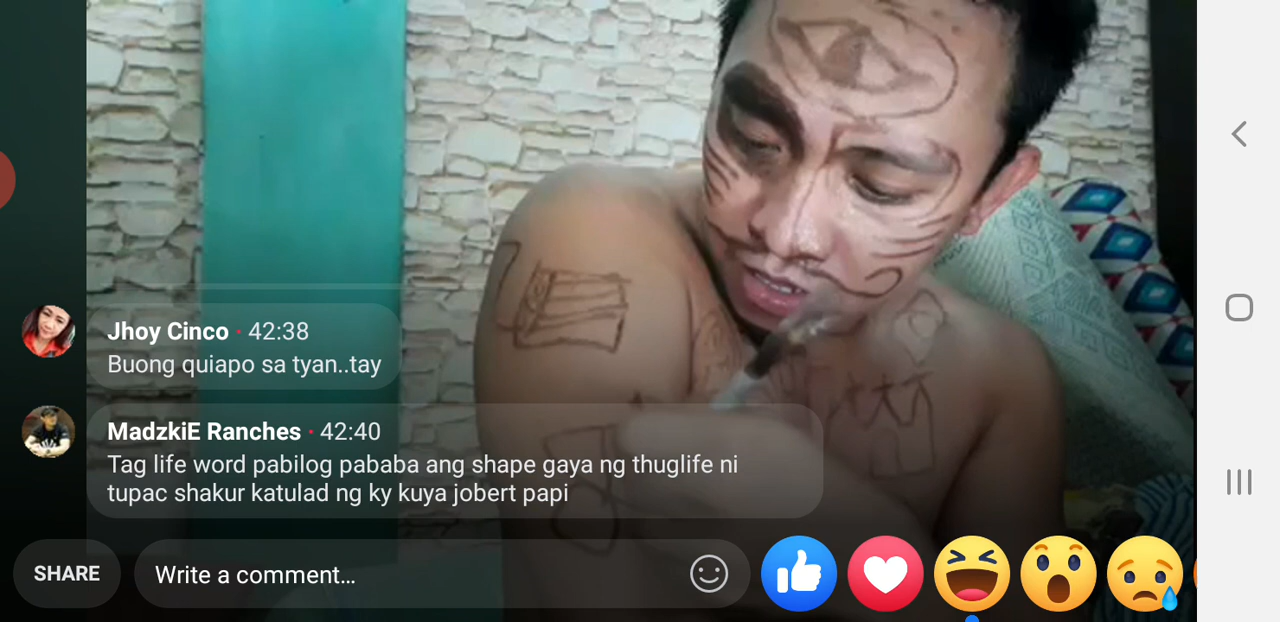 Jhoy Cinco · 42:38
Buong quiapo sa tyan..tay
MadzkiE Ranches · 42:40
Tag life word pabilog pababa ang shape gaya ng thuglife ni
tupac shakur katulad ng ky kuya jobert papi
SHARE
Write a comment...